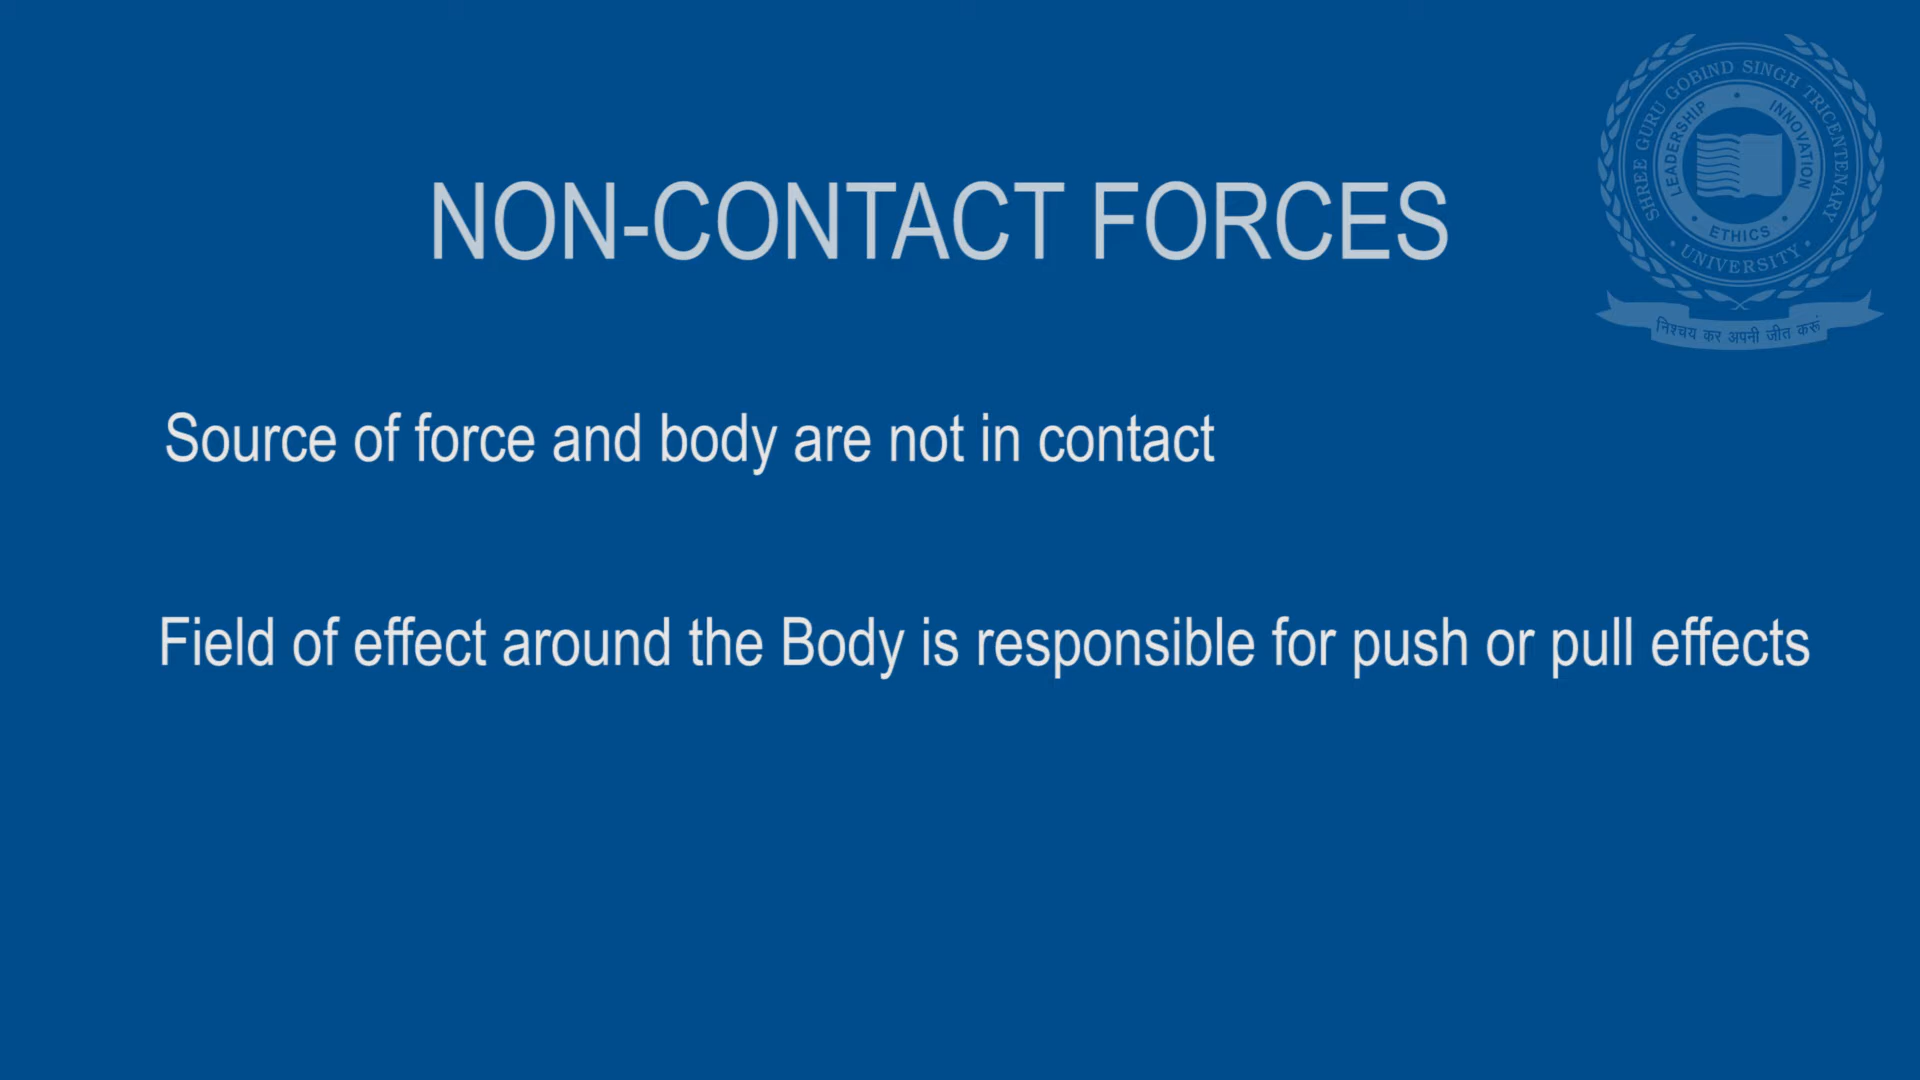 NON-CONTACT FORCES
SHREE GURU GOBIND SINGH TRICENTENARY
UNIVERSITY
LEADERSHIP
INNOVATION
ETHICS
निश्चय कर अपनी जीत करूं
Source of force and body are not in contact
Field of effect around the Body is responsible for push or pull effects